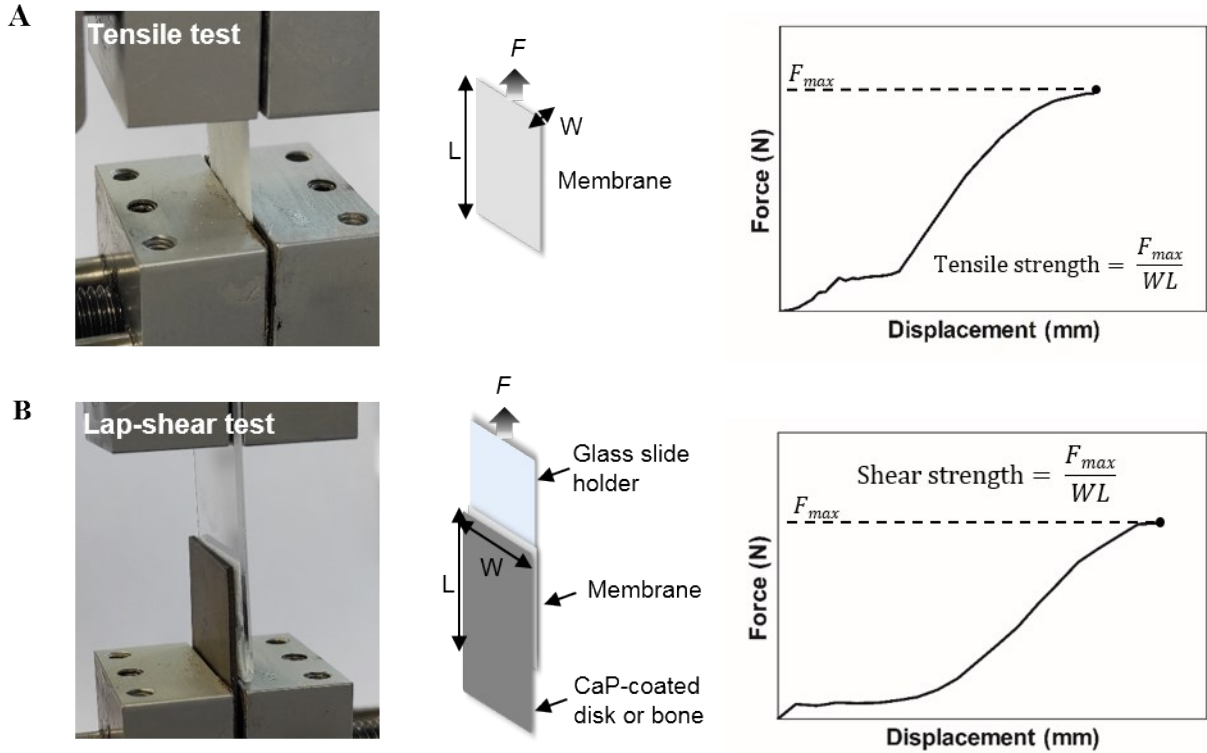 A
Tensile test
F
W
L
Membrane
F_max
Force (N)
Tensile strength = F_max / WL
Displacement (mm)
B
Lap-shear test
F
Glass slide
holder
W
L
Membrane
CaP-coated
disk or bone
Shear strength = F_max / WL
F_max
Force (N)
Displacement (mm)